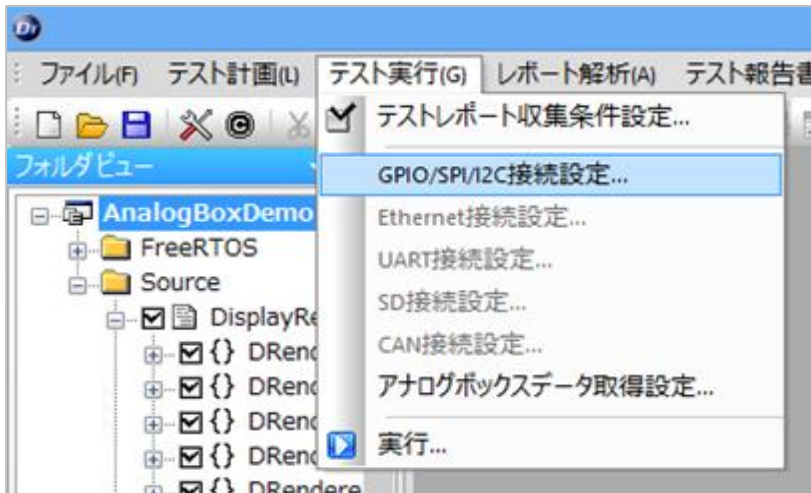 ファイル(F) テスト計画(L) テスト実行(G) レポート解析(A) テスト報告書
テストレポート収集条件設定...
フォルダビュー
GPIO/SPI/I2C接続設定...
AnalogBoxDemo
Ethernet接続設定...
FreeRTOS
UART接続設定...
Source
SD接続設定...
DisplayRe
CAN接続設定...
{} DRend
アナログボックスデータ取得設定...
{} DRend
{} DRend
実行...
{} DRend
{} DRendere